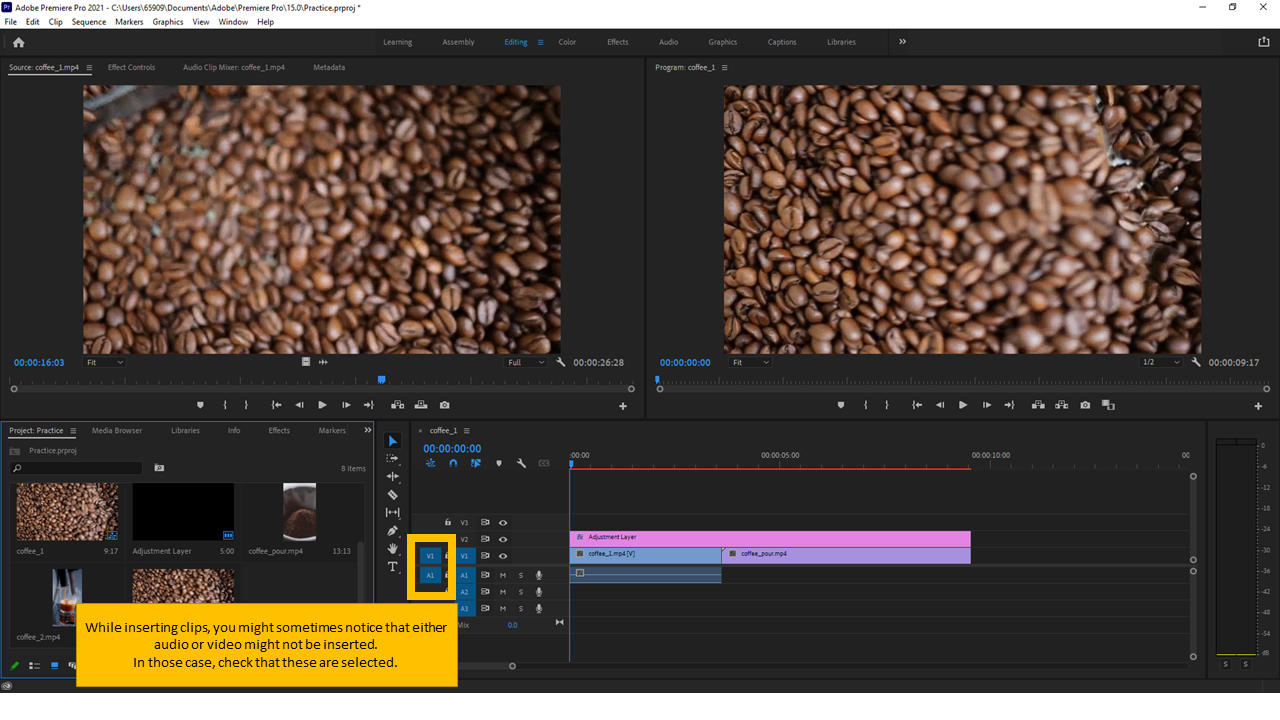 Pr Adobe Premiere Pro 2021 - C:\Users\65909\Documents\Adobe\Premiere Pro\15.0\Practice.prproj *
File Edit Clip Sequence Markers Graphics View Window Help
Learning Assembly Editing Color Effects Audio Graphics Captions Libraries
Source: coffee_1.mp4 Effect Controls Audio Clip Mixer: coffee_1.mp4 Metadata
Program: coffee_1
00:00:16:03 Fit Full 00:00:26:28
00:00:00:00 Fit 1/2 00:00:09:17
Project: Practice Media Browser Libraries Info Effects Markers
Practice.prproj
8 items
coffee_1 9:17 Adjustment Layer 5:00 coffee_pour.mp4 13:13
coffee_2.mp4
× coffee_1
00:00:00:00
:00:00 00:00:05:00 00:00:10:00 00
V3
V2 fx Adjustment Layer
V1 V1 fx coffee_1.mp4 [V] fx coffee_pour.mp4
A1 A1 M S
A2 M S
A3 M S
Mix 0.0
0
-6
-12
-18
-24
-30
-36
-42
-48
-54
dB
S S
While inserting clips, you might sometimes notice that either
audio or video might not be inserted.
In those case, check that these are selected.